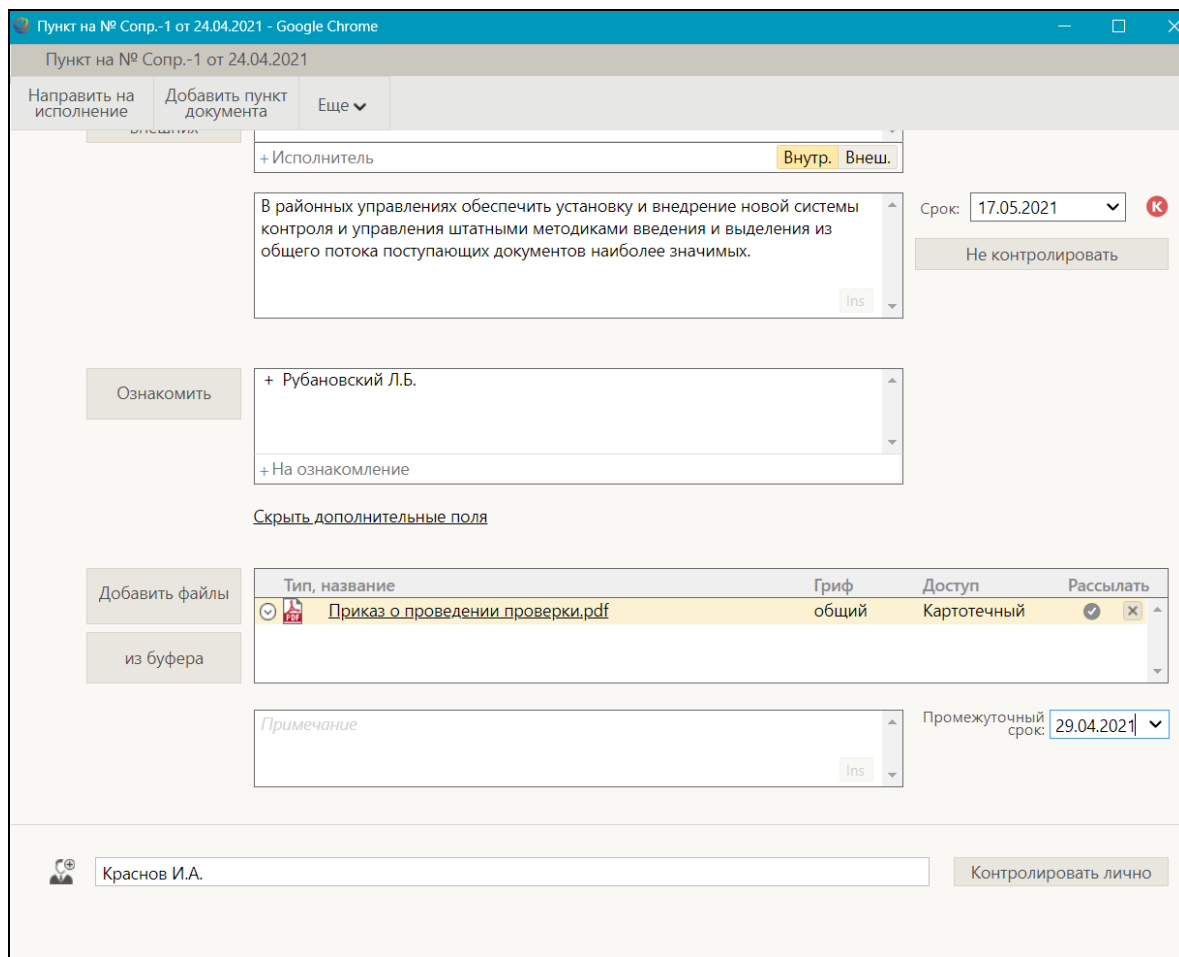 Пункт на № Сопр.-1 от 24.04.2021 - Google Chrome
Пункт на № Сопр.-1 от 24.04.2021
Направить на исполнение
Добавить пункт документа
Еще
внешних
+ Исполнитель
Внутр. Внеш.
В районных управлениях обеспечить установку и внедрение новой системы
контроля и управления штатными методиками введения и выделения из
общего потока поступающих документов наиболее значимых.
Ins
Срок: 17.05.2021
К
Не контролировать
Ознакомить
+ Рубановский Л.Б.
+ На ознакомление
Скрыть дополнительные поля
Добавить файлы
из буфера
Тип, название Гриф Доступ Рассылать
PDF Приказ о проведении проверки.pdf общий Картотечный
Примечание
Ins
Промежуточный
срок: 29.04.2021
Краснов И.А.
Контролировать лично